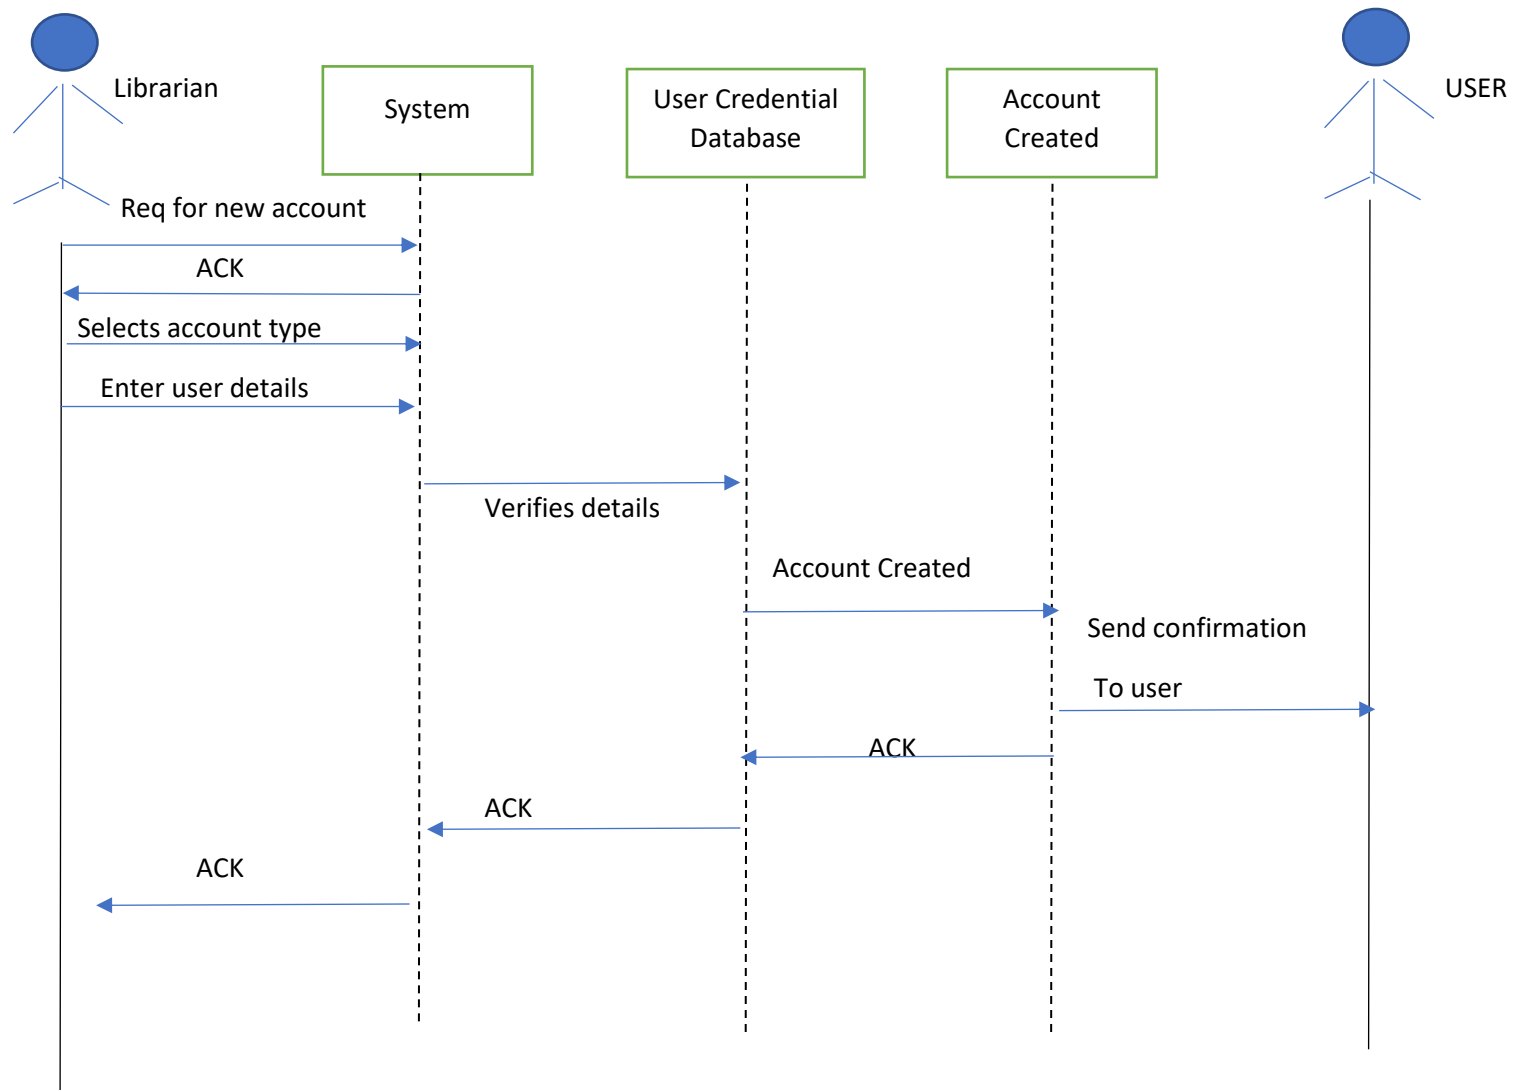 Librarian
System
User Credential
Database
Account
Created
USER
Req for new account
ACK
Selects account type
Enter user details
Verifies details
Account Created
Send confirmation
To user
ACK
ACK
ACK